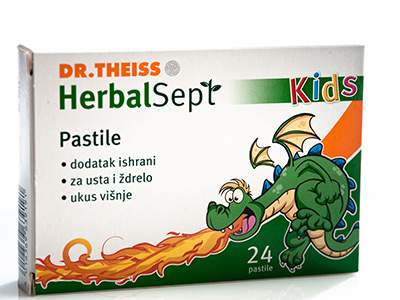 DR.THEISS
HerbalSept
Kids
Pastile
• dodatak ishrani
• za usta i ždrelo
• ukus višnje
24
pastile